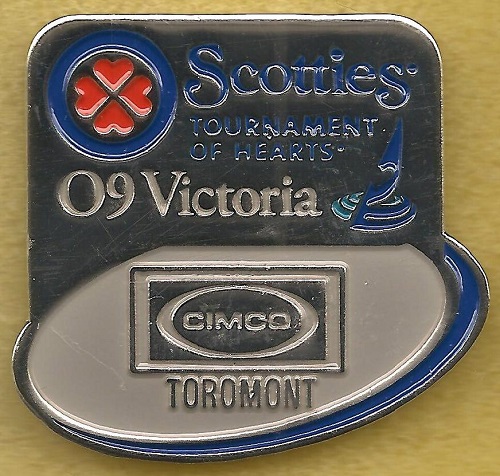 Scotties
TOURNAMENT
OF HEARTS
09 Victoria
CIMCO
TOROMONT